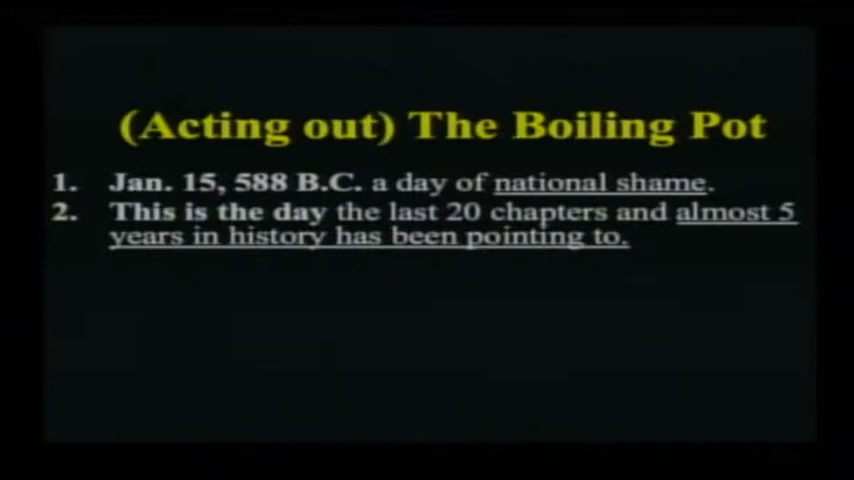 (Acting out) The Boiling Pot
1. Jan. 15, 588 B.C. a day of national shame.
2. This is the day the last 20 chapters and almost 5
years in history has been pointing to.